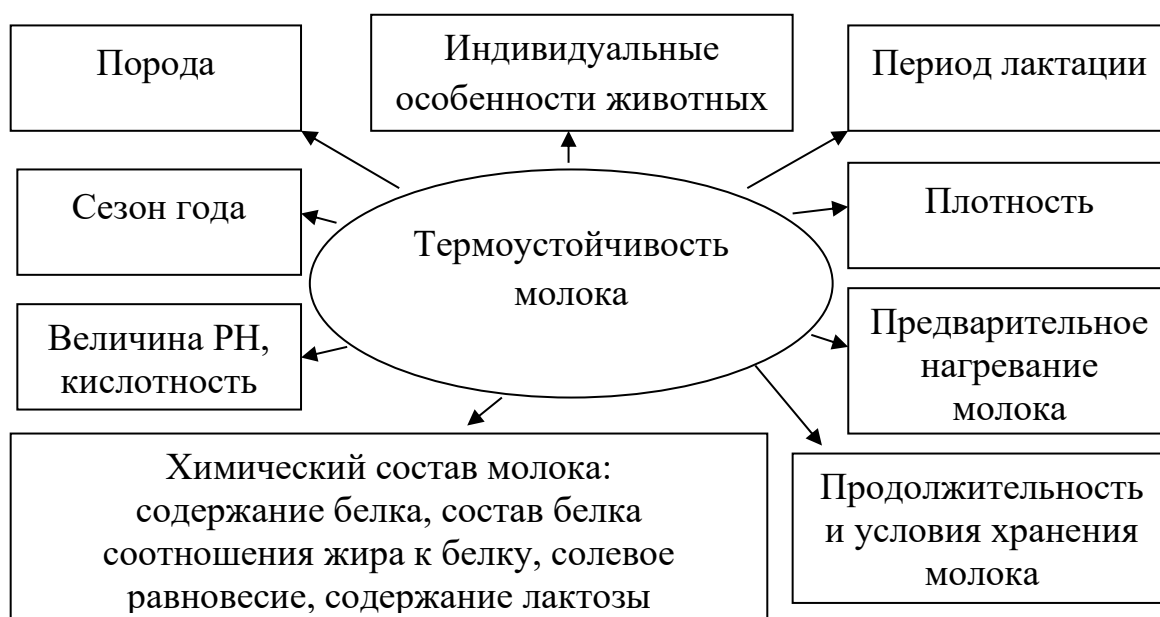 Порода
Индивидуальные
особенности животных
Период лактации
Сезон года
Термоустойчивость
молока
Плотность
Величина РН,
кислотность
Предварительное
нагревание
молока
Химический состав молока:
содержание белка, состав белка
соотношения жира к белку, солевое
равновесие, содержание лактозы
Продолжительность
и условия хранения
молока